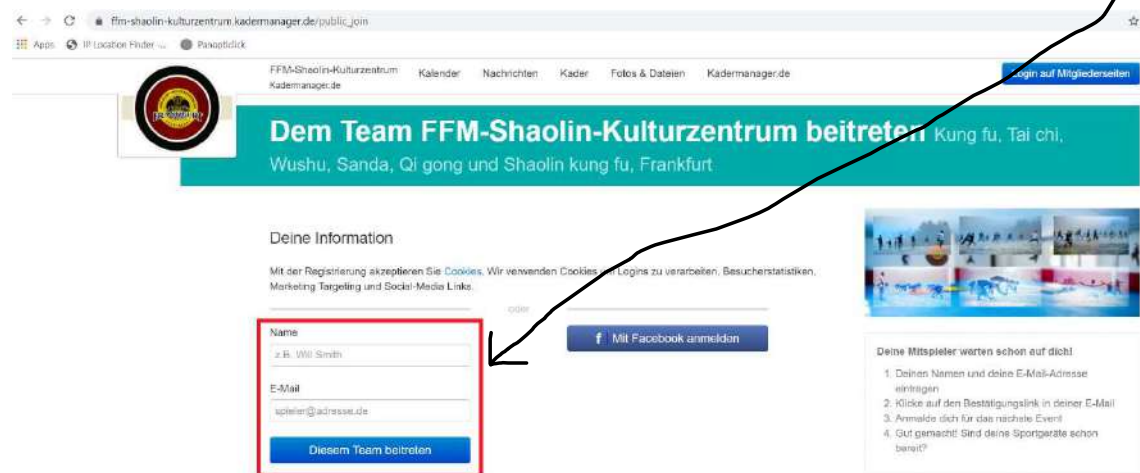 ffm-shaolin-kulturzentrum.kadermanager.de/public_join
Apps
Panopticlick
FFM-Shaolin-Kulturzentrum
Kadermanager.de
Kalender
Nachrichten
Kader
Fotos & Dateien
Kadermanager.de
Login auf Mitgliederseiten
Dem Team FFM-Shaolin-Kulturzentrum beitreten Kung fu, Tai chi,
Wushu, Sanda, Qi gong und Shaolin kung fu, Frankfurt
Deine Information
Mit der Registrierung akzeptieren Sie Cookies. Wir verwenden Cookies um Logins zu verarbeiten, Besucherstatistiken,
Marketing Targeting und Social-Media Links.
oder
Name
z.B. Will Smith
E-Mail
spieler@adresse.de
Diesem Team beitreten
f Mit Facebook anmelden
Deine Mitspieler warten schon auf dich!
1. Deinen Namen und deine E-Mail-Adresse
eintragen
2. Klicke auf den Bestätigungslink in deiner E-Mail
3. Anmelde dich für das nächste Event
4. Gut gemacht! Sind deine Sportgeräte schon
bereit?